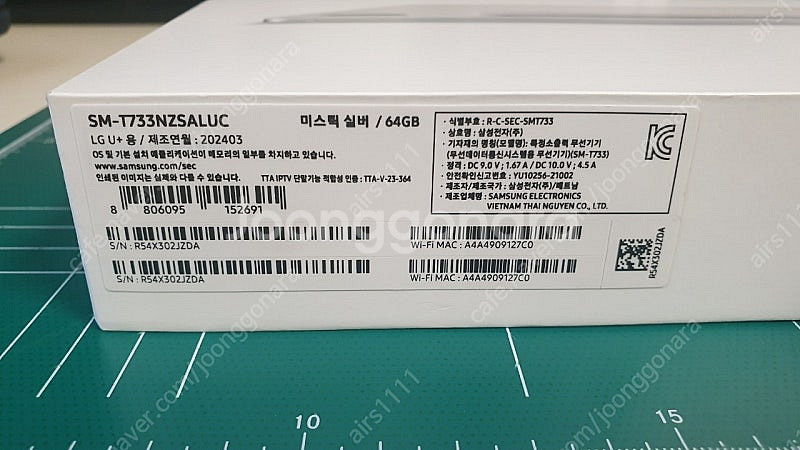 SM-T733NZSALUC
미스틱 실버 / 64GB
LG U+ 용 / 제조연월 : 202403
OS 및 기본 설치 애플리케이션이 메모리의 일부를 차지하고 있습니다.
www.samsung.com/sec
인쇄된 이미지는 실제와 다를 수 있습니다.
TTA IPTV 단말기능 적합성 인증 : TTA-V-23-364
8 806095 152691
S/N : R54X302JZDA
Wi-Fi MAC : A4A4909127C0
S/N : R54X302JZDA
Wi-Fi MAC : A4A4909127C0
· 식별부호 : R-C-SEC-SMT733
· 상호명 : 삼성전자(주)
· 기자재의 명칭(모델명): 특정소출력 무선기기
(무선데이터통신시스템용 무선기기)(SM-T733)
· 정격 : DC 9.0 V ; 1.67 A / DC 10.0 V ; 4.5 A
· 안전확인신고번호 : YU10256-21002
· 제조자/제조국가 : 삼성전자(주)/베트남
· 제조업체명 : SAMSUNG ELECTRONICS
VIETNAM THAI NGUYEN CO., LTD.
R54X302JZDA
10
15
joonggonara
airs1111
cafe.naver.com/joonggonara